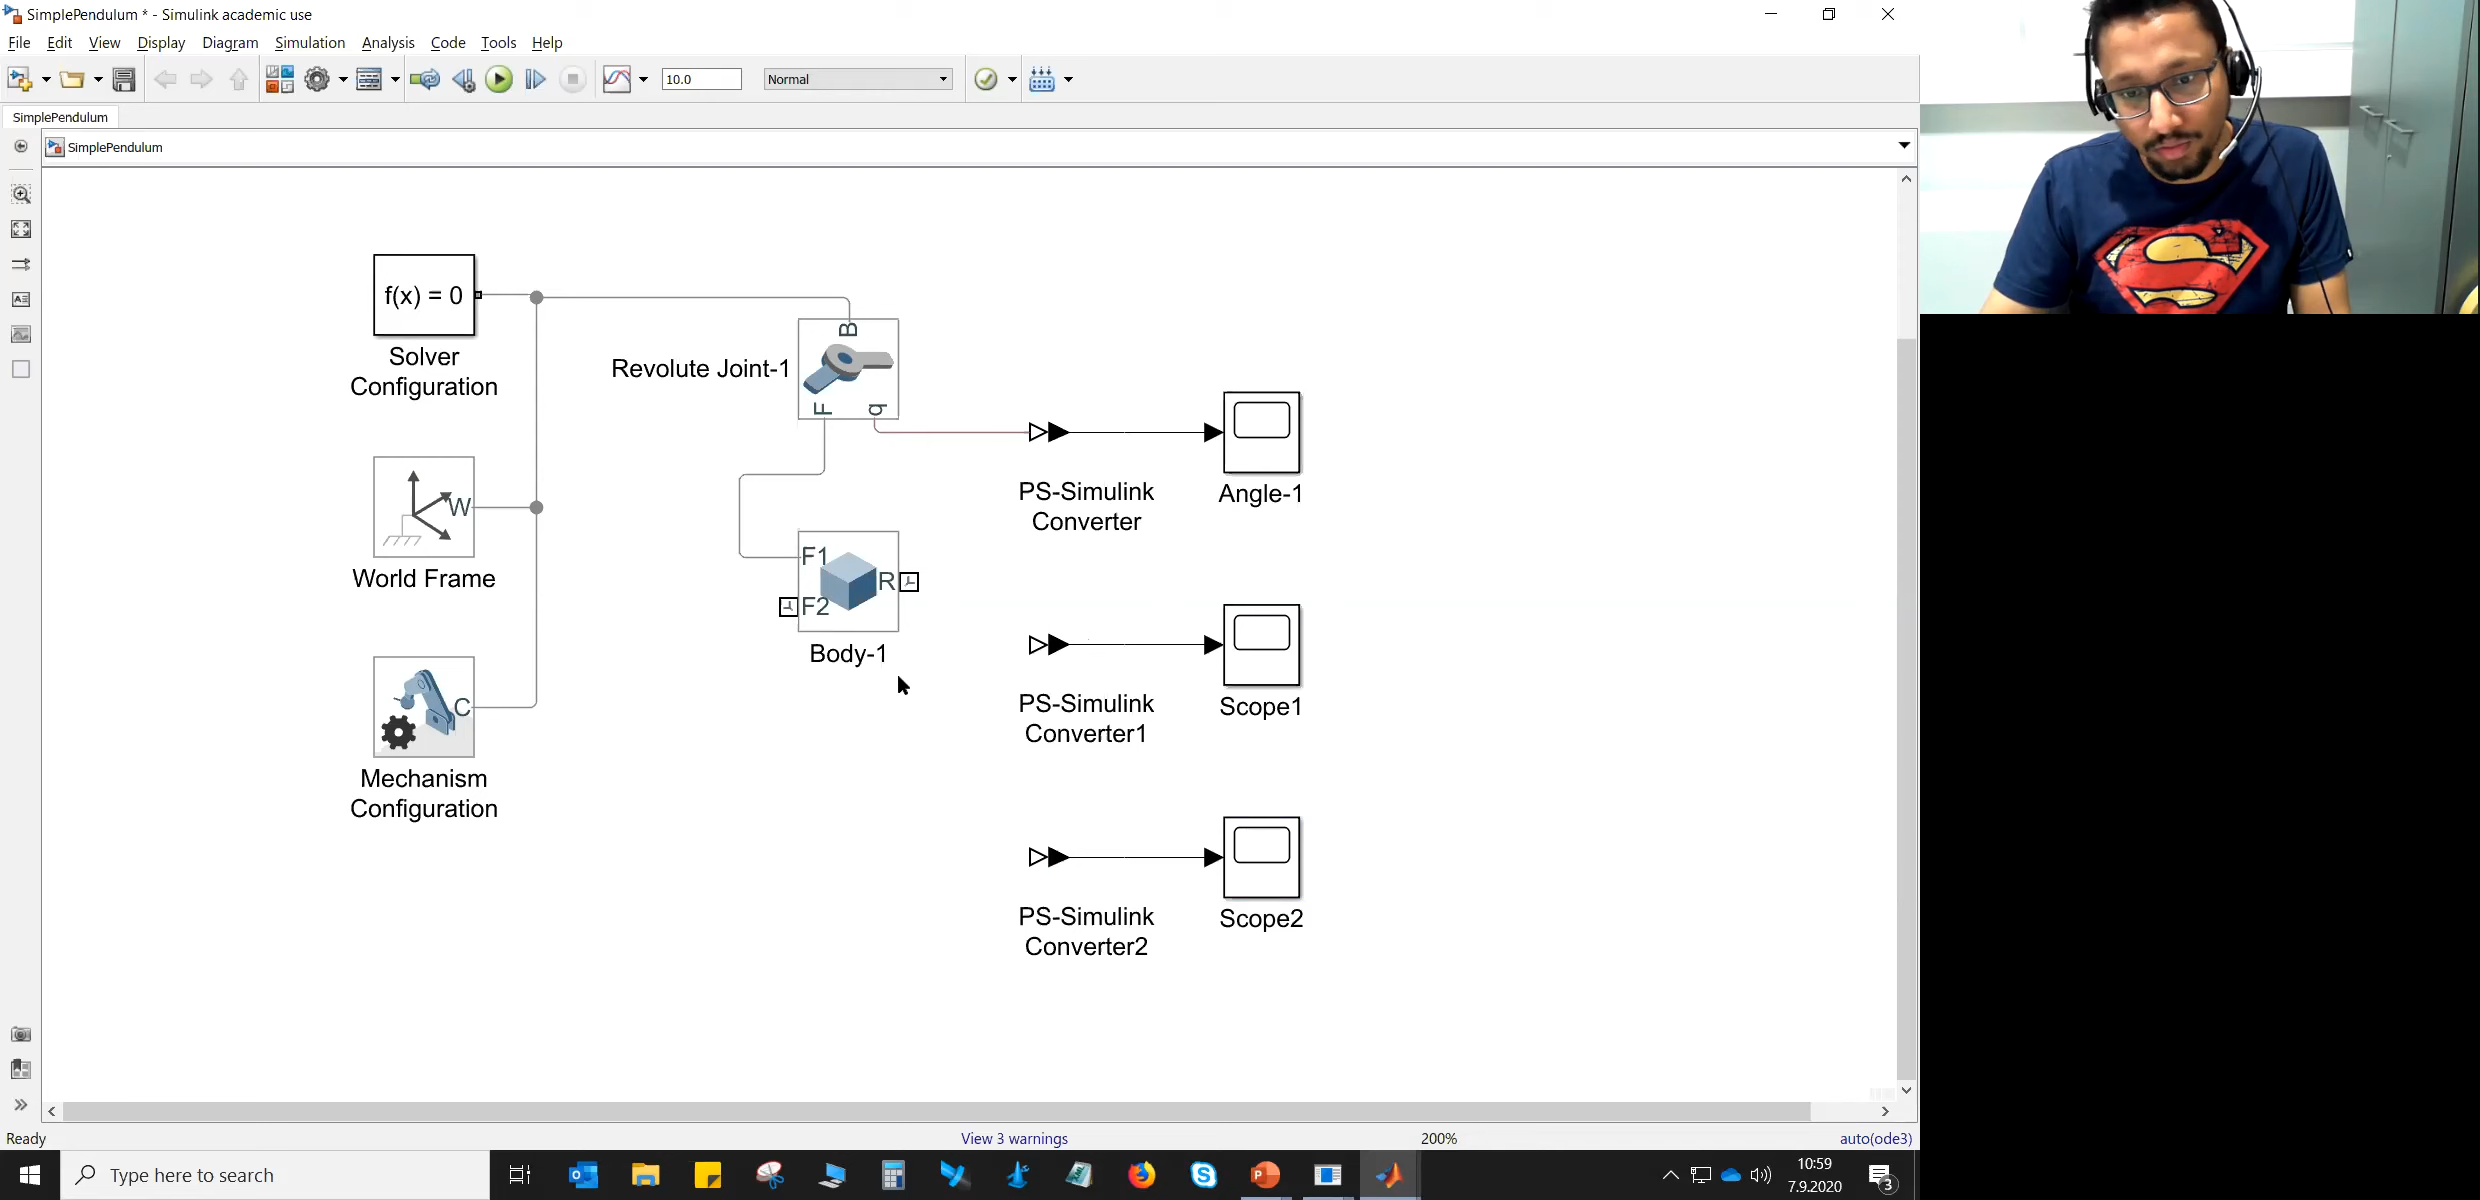 SimplePendulum * - Simulink academic use
File Edit View Display Diagram Simulation Analysis Code Tools Help
10.0 Normal
SimplePendulum
SimplePendulum
f(x) = 0
Solver
Configuration
B
Revolute Joint-1
F q
Angle-1
PS-Simulink
Converter
W
World Frame
F1
R
F2
Body-1
PS-Simulink
Converter1
Scope1
C
Mechanism
Configuration
PS-Simulink
Converter2
Scope2
Ready View 3 warnings 200% auto(ode3)
Type here to search
10:59
7.9.2020
3